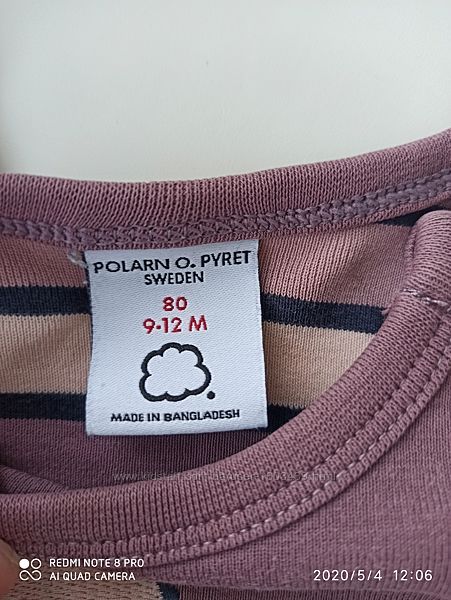 POLARN O. PYRET
SWEDEN
80
9-12 M
MADE IN BANGLADESH
REDMI NOTE 8 PRO
AI QUAD CAMERA
2020/5/4 12:06